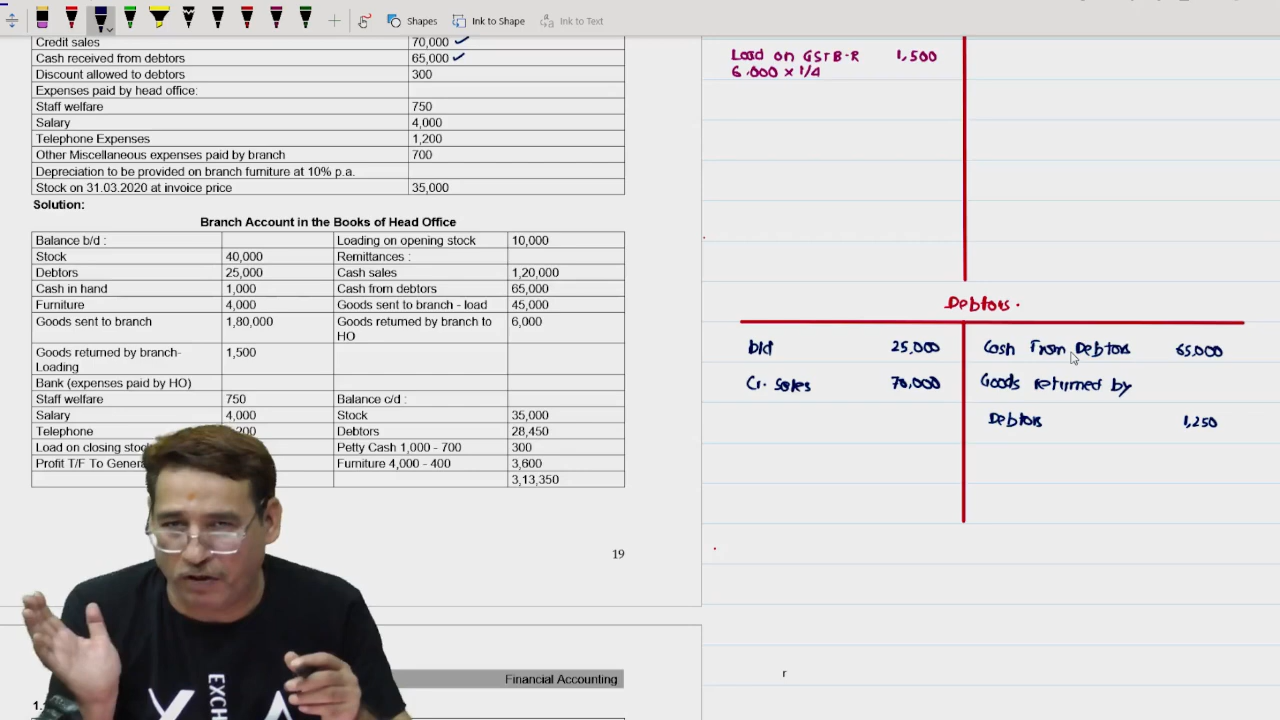 Shapes
Ink to Shape
Ink to Text
Credit sales 70,000
Cash received from debtors 65,000
Discount allowed to debtors 300
Expenses paid by head office:
Staff welfare 750
Salary 4,000
Telephone Expenses 1,200
Other Miscellaneous expenses paid by branch 700
Depreciation to be provided on branch furniture at 10% p.a.
Stock on 31.03.2020 at invoice price 35,000
Solution:
Branch Account in the Books of Head Office
Balance b/d : Loading on opening stock 10,000
Stock 40,000 Remittances :
Debtors 25,000 Cash sales 1,20,000
Cash in hand 1,000 Cash from debtors 65,000
Furniture 4,000 Goods sent to branch - load 45,000
Goods sent to branch 1,80,000 Goods returned by branch to 6,000
HO
Goods returned by branch- 1,500
Loading
Bank (expenses paid by HO)
Staff welfare 750 Balance c/d :
Salary 4,000 Stock 35,000
Telephone Debtors 28,450
Load on closing Petty Cash 1,000 - 700 300
Profit T/F To Furniture 4,000 - 400 3,600
3,13,350
19
Financial Accounting
EXCH
Load on GSTB-R 1,500
6,000 x 1/4
Debtors.
b/d 25,000 Cash From Debtors 65,000
Cr. Sales 70,000 Goods returned by
Debtors 1,250
r